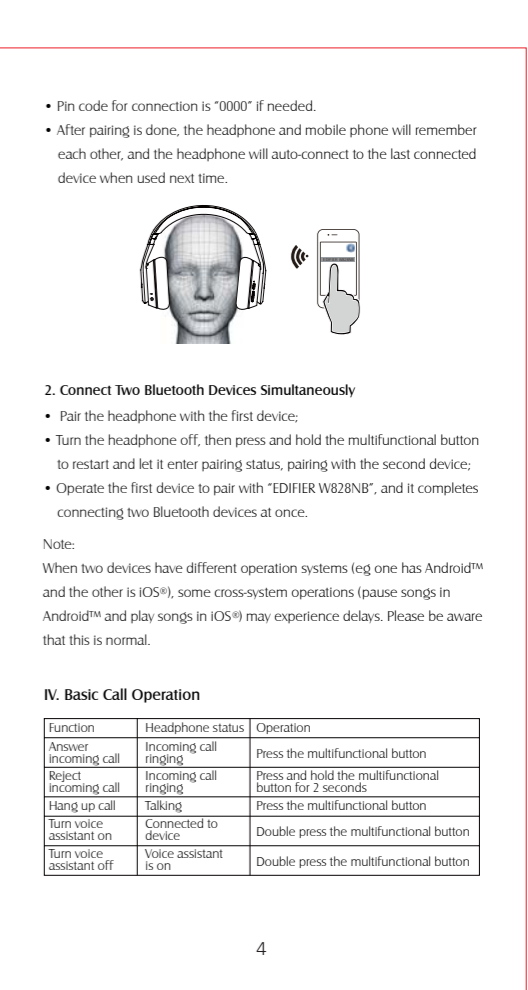 • Pin code for connection is “0000” if needed.
• After pairing is done, the headphone and mobile phone will remember
each other, and the headphone will auto-connect to the last connected
device when used next time.
2. Connect Two Bluetooth Devices Simultaneously
• Pair the headphone with the first device;
• Turn the headphone off, then press and hold the multifunctional button
to restart and let it enter pairing status, pairing with the second device;
• Operate the first device to pair with “EDIFIER W828NB”, and it completes
connecting two Bluetooth devices at once.
Note:
When two devices have different operation systems (eg one has Android™
and the other is iOS®), some cross-system operations (pause songs in
Android™ and play songs in iOS®) may experience delays. Please be aware
that this is normal.
IV. Basic Call Operation
Function Headphone status Operation
Answer
incoming call
Incoming call
ringing
Press the multifunctional button
Reject
incoming call
Incoming call
ringing
Press and hold the multifunctional
button for 2 seconds
Hang up call Talking Press the multifunctional button
Turn voice
assistant on
Connected to
device
Double press the multifunctional button
Turn voice
assistant off
Voice assistant
is on
Double press the multifunctional button
4